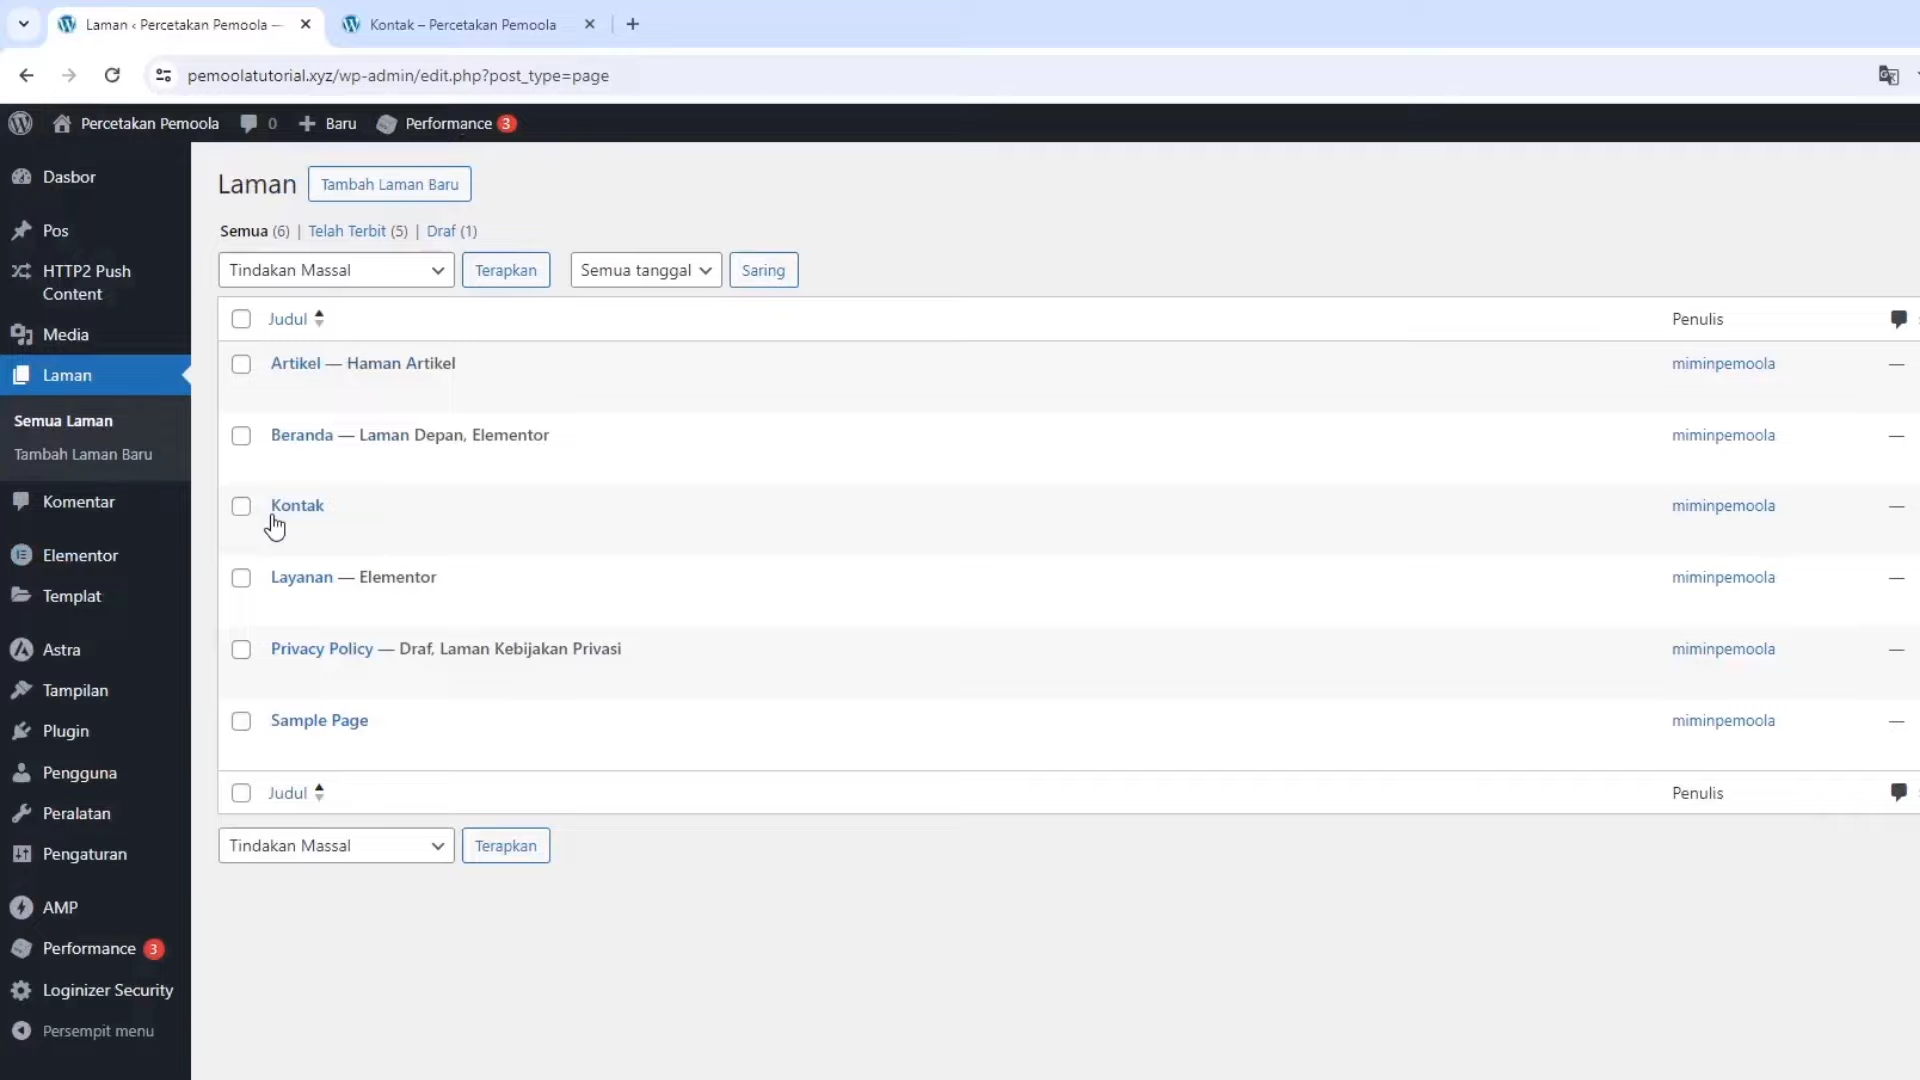 Laman ‹ Percetakan Pemoola —
Kontak – Percetakan Pemoola
pemoolatutorial.xyz/wp-admin/edit.php?post_type=page
Percetakan Pemoola
0
Baru
Performance 3
Dasbor
Pos
HTTP2 Push
Content
Media
Laman
Semua Laman
Tambah Laman Baru
Komentar
Elementor
Templat
Astra
Tampilan
Plugin
Pengguna
Peralatan
Pengaturan
AMP
Performance 3
Loginizer Security
Persempit menu
Laman
Tambah Laman Baru
Semua (6) | Telah Terbit (5) | Draf (1)
Tindakan Massal
Terapkan
Semua tanggal
Saring
Judul
Penulis
Artikel — Haman Artikel
miminpemoola
—
Beranda — Laman Depan, Elementor
miminpemoola
—
Kontak
miminpemoola
—
Layanan — Elementor
miminpemoola
—
Privacy Policy — Draf, Laman Kebijakan Privasi
miminpemoola
—
Sample Page
miminpemoola
—
Judul
Penulis
Tindakan Massal
Terapkan